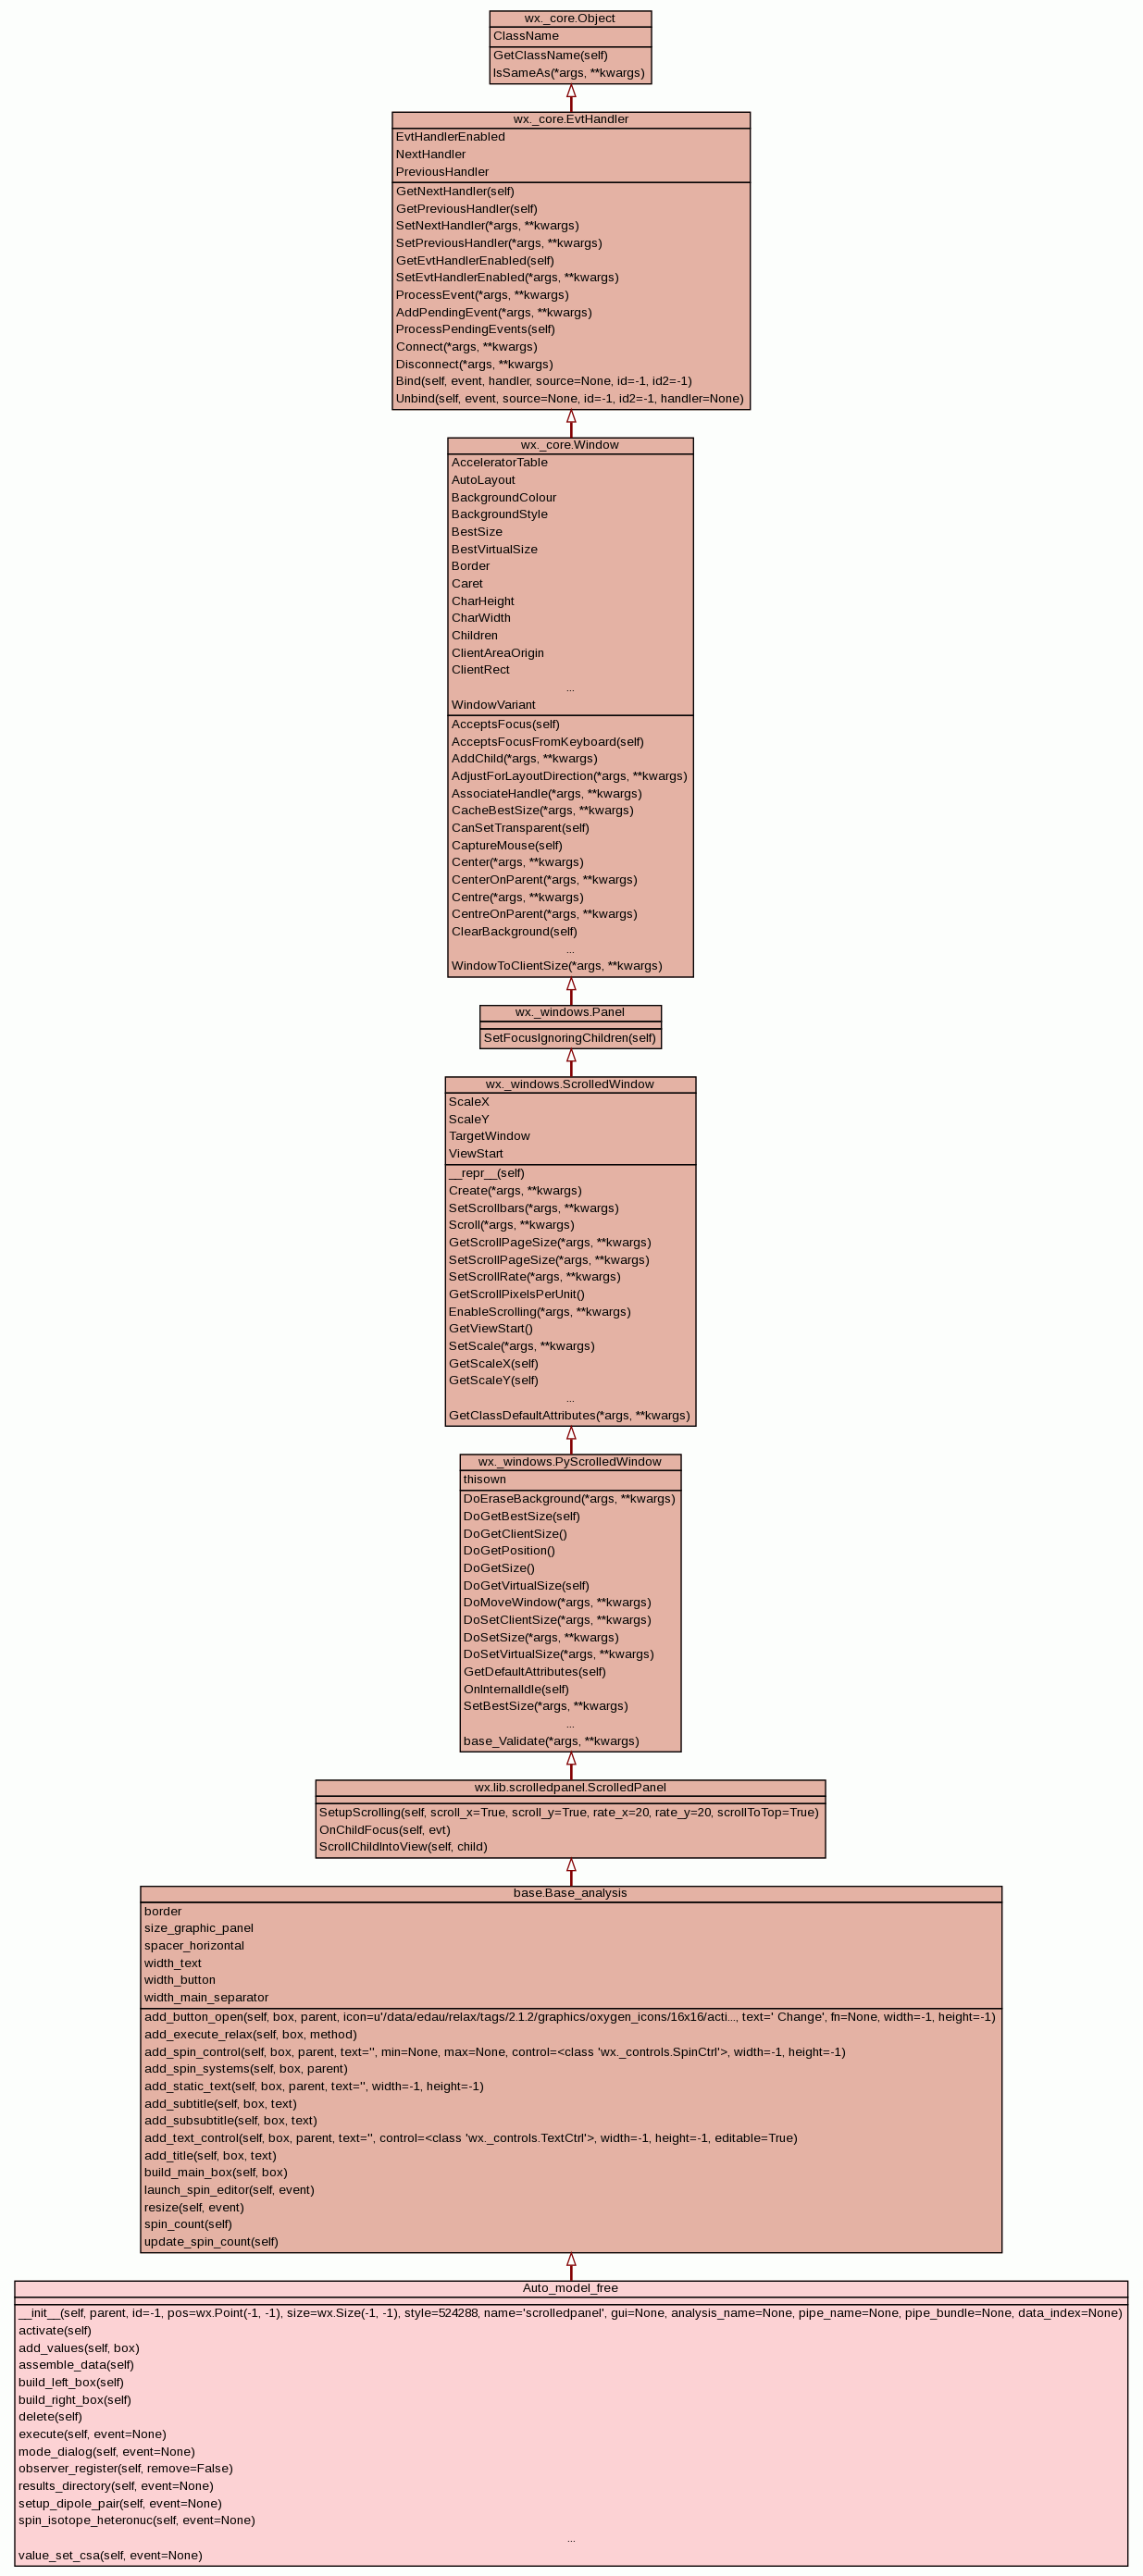 wx._core.Object
ClassName
GetClassName(self)
IsSameAs(*args, **kwargs)
wx._core.EvtHandler
EvtHandlerEnabled
NextHandler
PreviousHandler
GetNextHandler(self)
GetPreviousHandler(self)
SetNextHandler(*args, **kwargs)
SetPreviousHandler(*args, **kwargs)
GetEvtHandlerEnabled(self)
SetEvtHandlerEnabled(*args, **kwargs)
ProcessEvent(*args, **kwargs)
AddPendingEvent(*args, **kwargs)
ProcessPendingEvents(self)
Connect(*args, **kwargs)
Disconnect(*args, **kwargs)
Bind(self, event, handler, source=None, id=-1, id2=-1)
Unbind(self, event, source=None, id=-1, id2=-1, handler=None)
wx._core.Window
AcceleratorTable
AutoLayout
BackgroundColour
BackgroundStyle
BestSize
BestVirtualSize
Border
Caret
CharHeight
CharWidth
Children
ClientAreaOrigin
ClientRect
...
WindowVariant
AcceptsFocus(self)
AcceptsFocusFromKeyboard(self)
AddChild(*args, **kwargs)
AdjustForLayoutDirection(*args, **kwargs)
AssociateHandle(*args, **kwargs)
CacheBestSize(*args, **kwargs)
CanSetTransparent(self)
CaptureMouse(self)
Center(*args, **kwargs)
CenterOnParent(*args, **kwargs)
Centre(*args, **kwargs)
CentreOnParent(*args, **kwargs)
ClearBackground(self)
...
WindowToClientSize(*args, **kwargs)
wx._windows.Panel
SetFocusIgnoringChildren(self)
wx._windows.ScrolledWindow
ScaleX
ScaleY
TargetWindow
ViewStart
__repr__(self)
Create(*args, **kwargs)
SetScrollbars(*args, **kwargs)
Scroll(*args, **kwargs)
GetScrollPageSize(*args, **kwargs)
SetScrollPageSize(*args, **kwargs)
SetScrollRate(*args, **kwargs)
GetScrollPixelsPerUnit()
EnableScrolling(*args, **kwargs)
GetViewStart()
SetScale(*args, **kwargs)
GetScaleX(self)
GetScaleY(self)
...
GetClassDefaultAttributes(*args, **kwargs)
wx._windows.PyScrolledWindow
thisown
DoEraseBackground(*args, **kwargs)
DoGetBestSize(self)
DoGetClientSize()
DoGetPosition()
DoGetSize()
DoGetVirtualSize(self)
DoMoveWindow(*args, **kwargs)
DoSetClientSize(*args, **kwargs)
DoSetSize(*args, **kwargs)
DoSetVirtualSize(*args, **kwargs)
GetDefaultAttributes(self)
OnInternalIdle(self)
SetBestSize(*args, **kwargs)
...
base_Validate(*args, **kwargs)
wx.lib.scrolledpanel.ScrolledPanel
SetupScrolling(self, scroll_x=True, scroll_y=True, rate_x=20, rate_y=20, scrollToTop=True)
OnChildFocus(self, evt)
ScrollChildIntoView(self, child)
base.Base_analysis
border
size_graphic_panel
spacer_horizontal
width_text
width_button
width_main_separator
add_button_open(self, box, parent, icon=u'/data/edau/relax/tags/2.1.2/graphics/oxygen_icons/16x16/acti..., text=' Change', fn=None, width=-1, height=-1)
add_execute_relax(self, box, method)
add_spin_control(self, box, parent, text='', min=None, max=None, control=<class 'wx._controls.SpinCtrl'>, width=-1, height=-1)
add_spin_systems(self, box, parent)
add_static_text(self, box, parent, text='', width=-1, height=-1)
add_subtitle(self, box, text)
add_subsubtitle(self, box, text)
add_text_control(self, box, parent, text='', control=<class 'wx._controls.TextCtrl'>, width=-1, height=-1, editable=True)
add_title(self, box, text)
build_main_box(self, box)
launch_spin_editor(self, event)
resize(self, event)
spin_count(self)
update_spin_count(self)
Auto_model_free
__init__(self, parent, id=-1, pos=wx.Point(-1, -1), size=wx.Size(-1, -1), style=524288, name='scrolledpanel', gui=None, analysis_name=None, pipe_name=None, pipe_bundle=None, data_index=None)
activate(self)
add_values(self, box)
assemble_data(self)
build_left_box(self)
build_right_box(self)
delete(self)
execute(self, event=None)
mode_dialog(self, event=None)
observer_register(self, remove=False)
results_directory(self, event=None)
setup_dipole_pair(self, event=None)
spin_isotope_heteronuc(self, event=None)
...
value_set_csa(self, event=None)